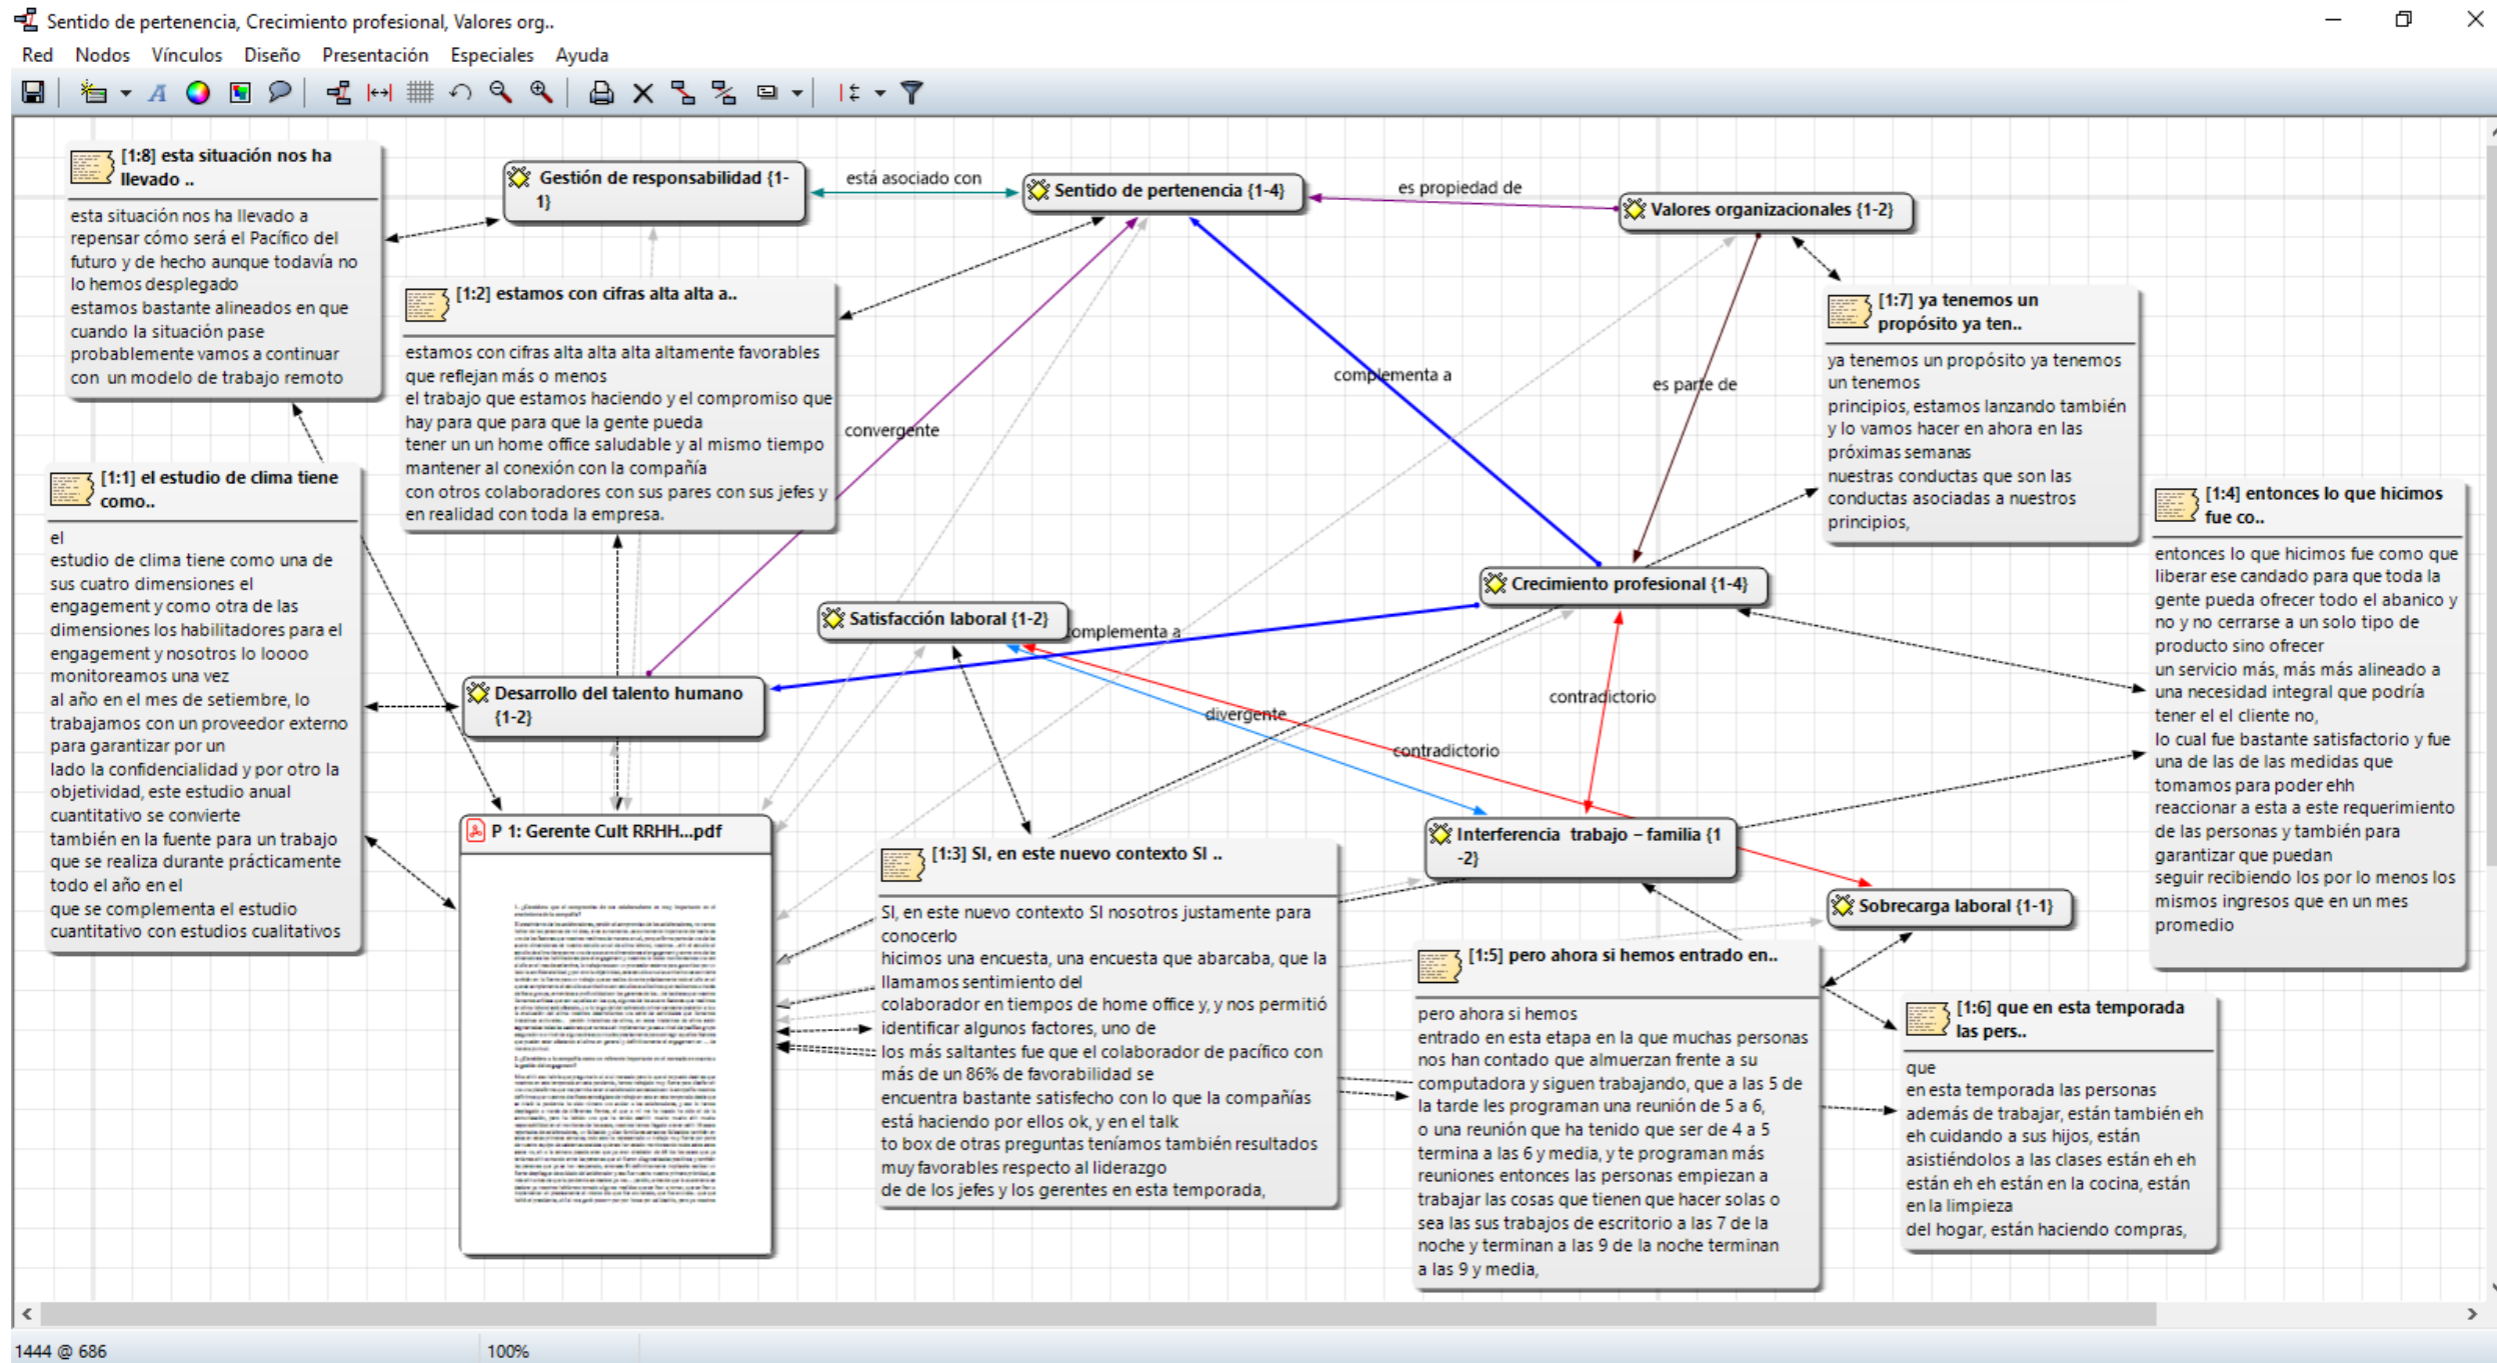 Sentido de pertenencia, Crecimiento profesional, Valores org..
Red Nodos Vínculos Diseño Presentación Especiales Ayuda
[1:8] esta situación nos ha
llevado ..
esta situación nos ha llevado a
repensar cómo será el Pacífico del
futuro y de hecho aunque todavía no
lo hemos desplegado
estamos bastante alineados en que
cuando la situación pase
probablemente vamos a continuar
con un modelo de trabajo remoto
Gestión de responsabilidad {1-
1}
está asociado con
Sentido de pertenencia {1-4}
es propiedad de
Valores organizacionales {1-2}
[1:2] estamos con cifras alta alta a..
estamos con cifras alta alta alta altamente favorables
que reflejan más o menos
el trabajo que estamos haciendo y el compromiso que
hay para que para que la gente pueda
tener un un home office saludable y al mismo tiempo
mantener al conexión con la compañía
con otros colaboradores con sus pares con sus jefes y
en realidad con toda la empresa.
convergente
complementa a
es parte de
[1:7] ya tenemos un
propósito ya ten..
ya tenemos un propósito ya tenemos
un tenemos
principios, estamos lanzando también
y lo vamos hacer en ahora en las
próximas semanas
nuestras conductas que son las
conductas asociadas a nuestros
principios,
[1:1] el estudio de clima tiene
como..
el
estudio de clima tiene como una de
sus cuatro dimensiones el
engagement y como otra de las
dimensiones los habilitadores para el
engagement y nosotros lo loooo
monitoreamos una vez
al año en el mes de setiembre, lo
trabajamos con un proveedor externo
para garantizar por un
lado la confidencialidad y por otro la
objetividad, este estudio anual
cuantitativo se convierte
también en la fuente para un trabajo
que se realiza durante prácticamente
todo el año en el
que se complementa el estudio
cuantitativo con estudios cualitativos
[1:4] entonces lo que hicimos
fue co..
entonces lo que hicimos fue como que
liberar ese candado para que toda la
gente pueda ofrecer todo el abanico y
no y no cerrarse a un solo tipo de
producto sino ofrecer
un servicio más, más más alineado a
una necesidad integral que podría
tener el el cliente no,
lo cual fue bastante satisfactorio y fue
una de las de las medidas que
tomamos para poder ehh
reaccionar a esta a este requerimiento
de las personas y también para
garantizar que puedan
seguir recibiendo los por lo menos los
mismos ingresos que en un mes
promedio
Crecimiento profesional {1-4}
Satisfacción laboral {1-2}
complementa a
Desarrollo del talento humano
{1-2}
divergente
contradictorio
contradictorio
P 1: Gerente Cult RRHH...pdf
Interferencia trabajo – familia {1
-2}
Sobrecarga laboral {1-1}
[1:3] SI, en este nuevo contexto SI ..
SI, en este nuevo contexto SI nosotros justamente para
conocerlo
hicimos una encuesta, una encuesta que abarcaba, que la
llamamos sentimiento del
colaborador en tiempos de home office y, y nos permitió
identificar algunos factores, uno de
los más saltantes fue que el colaborador de pacífico con
más de un 86% de favorabilidad se
encuentra bastante satisfecho con lo que la compañías
está haciendo por ellos ok, y en el talk
to box de otras preguntas teníamos también resultados
muy favorables respecto al liderazgo
de de los jefes y los gerentes en esta temporada,
[1:5] pero ahora si hemos entrado en..
pero ahora si hemos
entrado en esta etapa en la que muchas personas
nos han contado que almuerzan frente a su
computadora y siguen trabajando, que a las 5 de
la tarde les programan una reunión de 5 a 6,
o una reunión que ha tenido que ser de 4 a 5
termina a las 6 y media, y te programan más
reuniones entonces las personas empiezan a
trabajar las cosas que tienen que hacer solas o
sea las sus trabajos de escritorio a las 7 de la
noche y terminan a las 9 de la noche terminan
a las 9 y media,
[1:6] que en esta temporada
las pers..
que
en esta temporada las personas
además de trabajar, están también eh
eh cuidando a sus hijos, están
asistiéndolos a las clases están eh eh
están eh eh están en la cocina, están
en la limpieza
del hogar, están haciendo compras,
1444 @ 686
100%